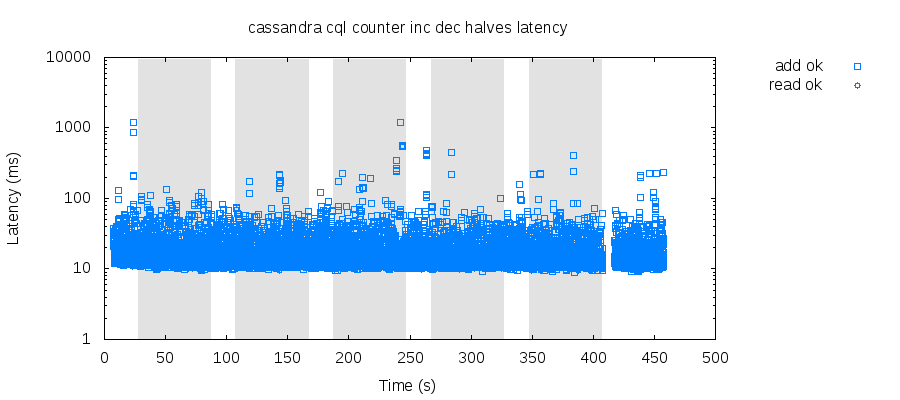 cassandra cql counter inc dec halves latency
10000
1000
100
10
1
0 50 100 150 200 250 300 350 400 450 500
Latency (ms)
Time (s)
add ok
read ok